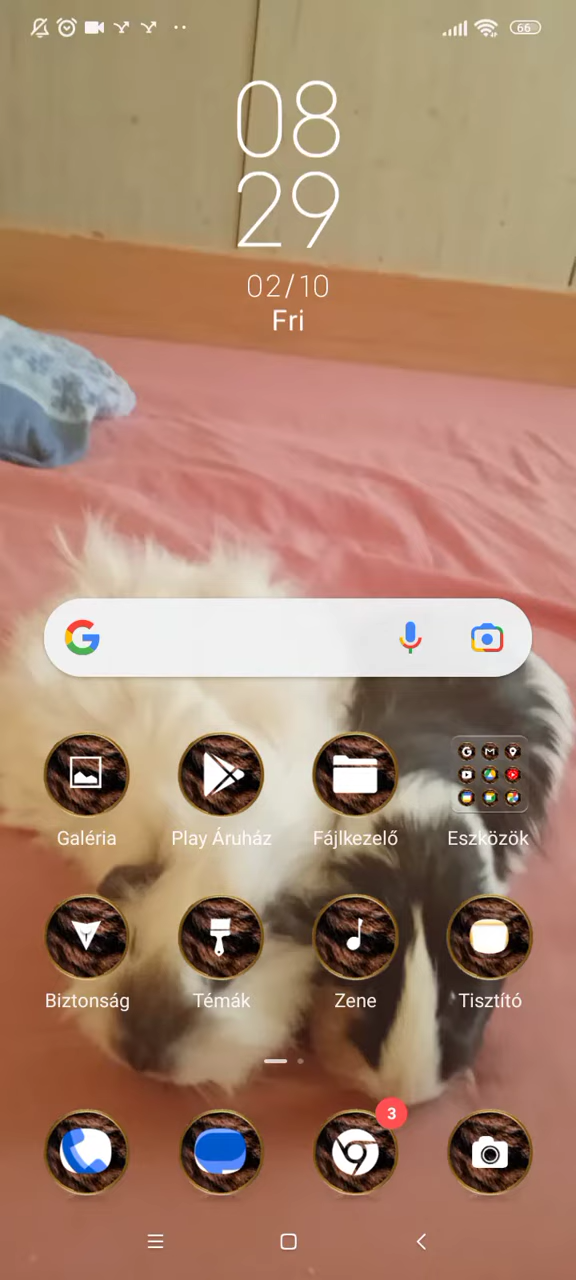 66
08
29
02/10
Fri
Galéria
Play Áruház
Fájlkezelő
Eszközök
Biztonság
Témák
Zene
Tisztító
3